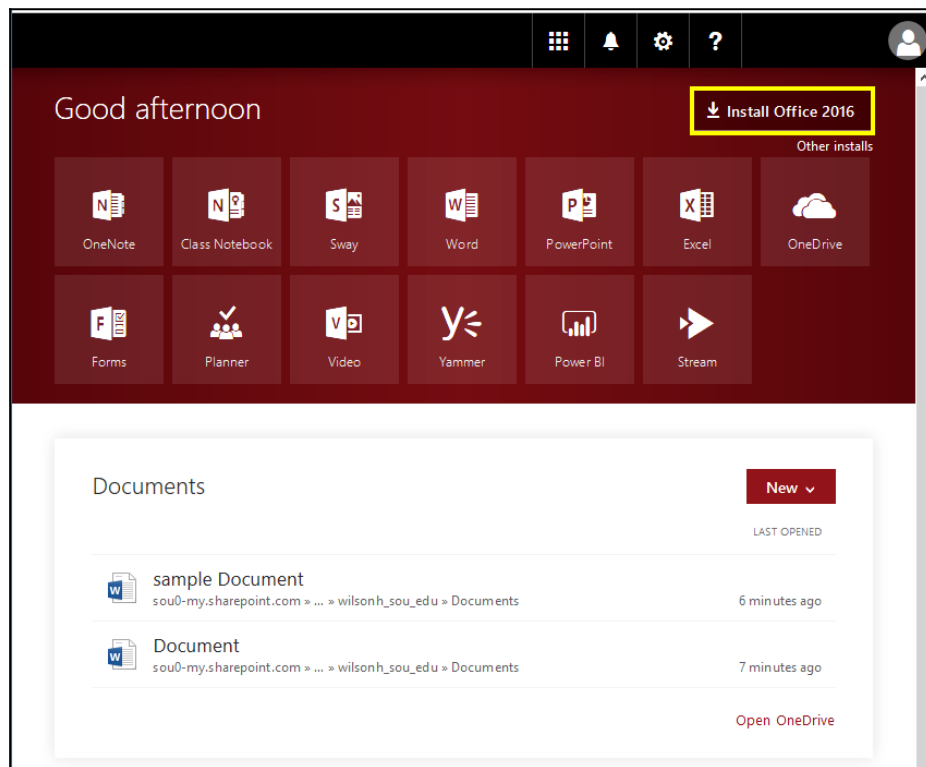 ?
Good afternoon
Install Office 2016
Other installs
OneNote Class Notebook Sway Word PowerPoint Excel OneDrive
Forms Planner Video Yammer Power BI Stream
Documents
New
LAST OPENED
sample Document
sou0-my.sharepoint.com » ... » wilsonh_sou_edu » Documents 6 minutes ago
Document
sou0-my.sharepoint.com » ... » wilsonh_sou_edu » Documents 7 minutes ago
Open OneDrive